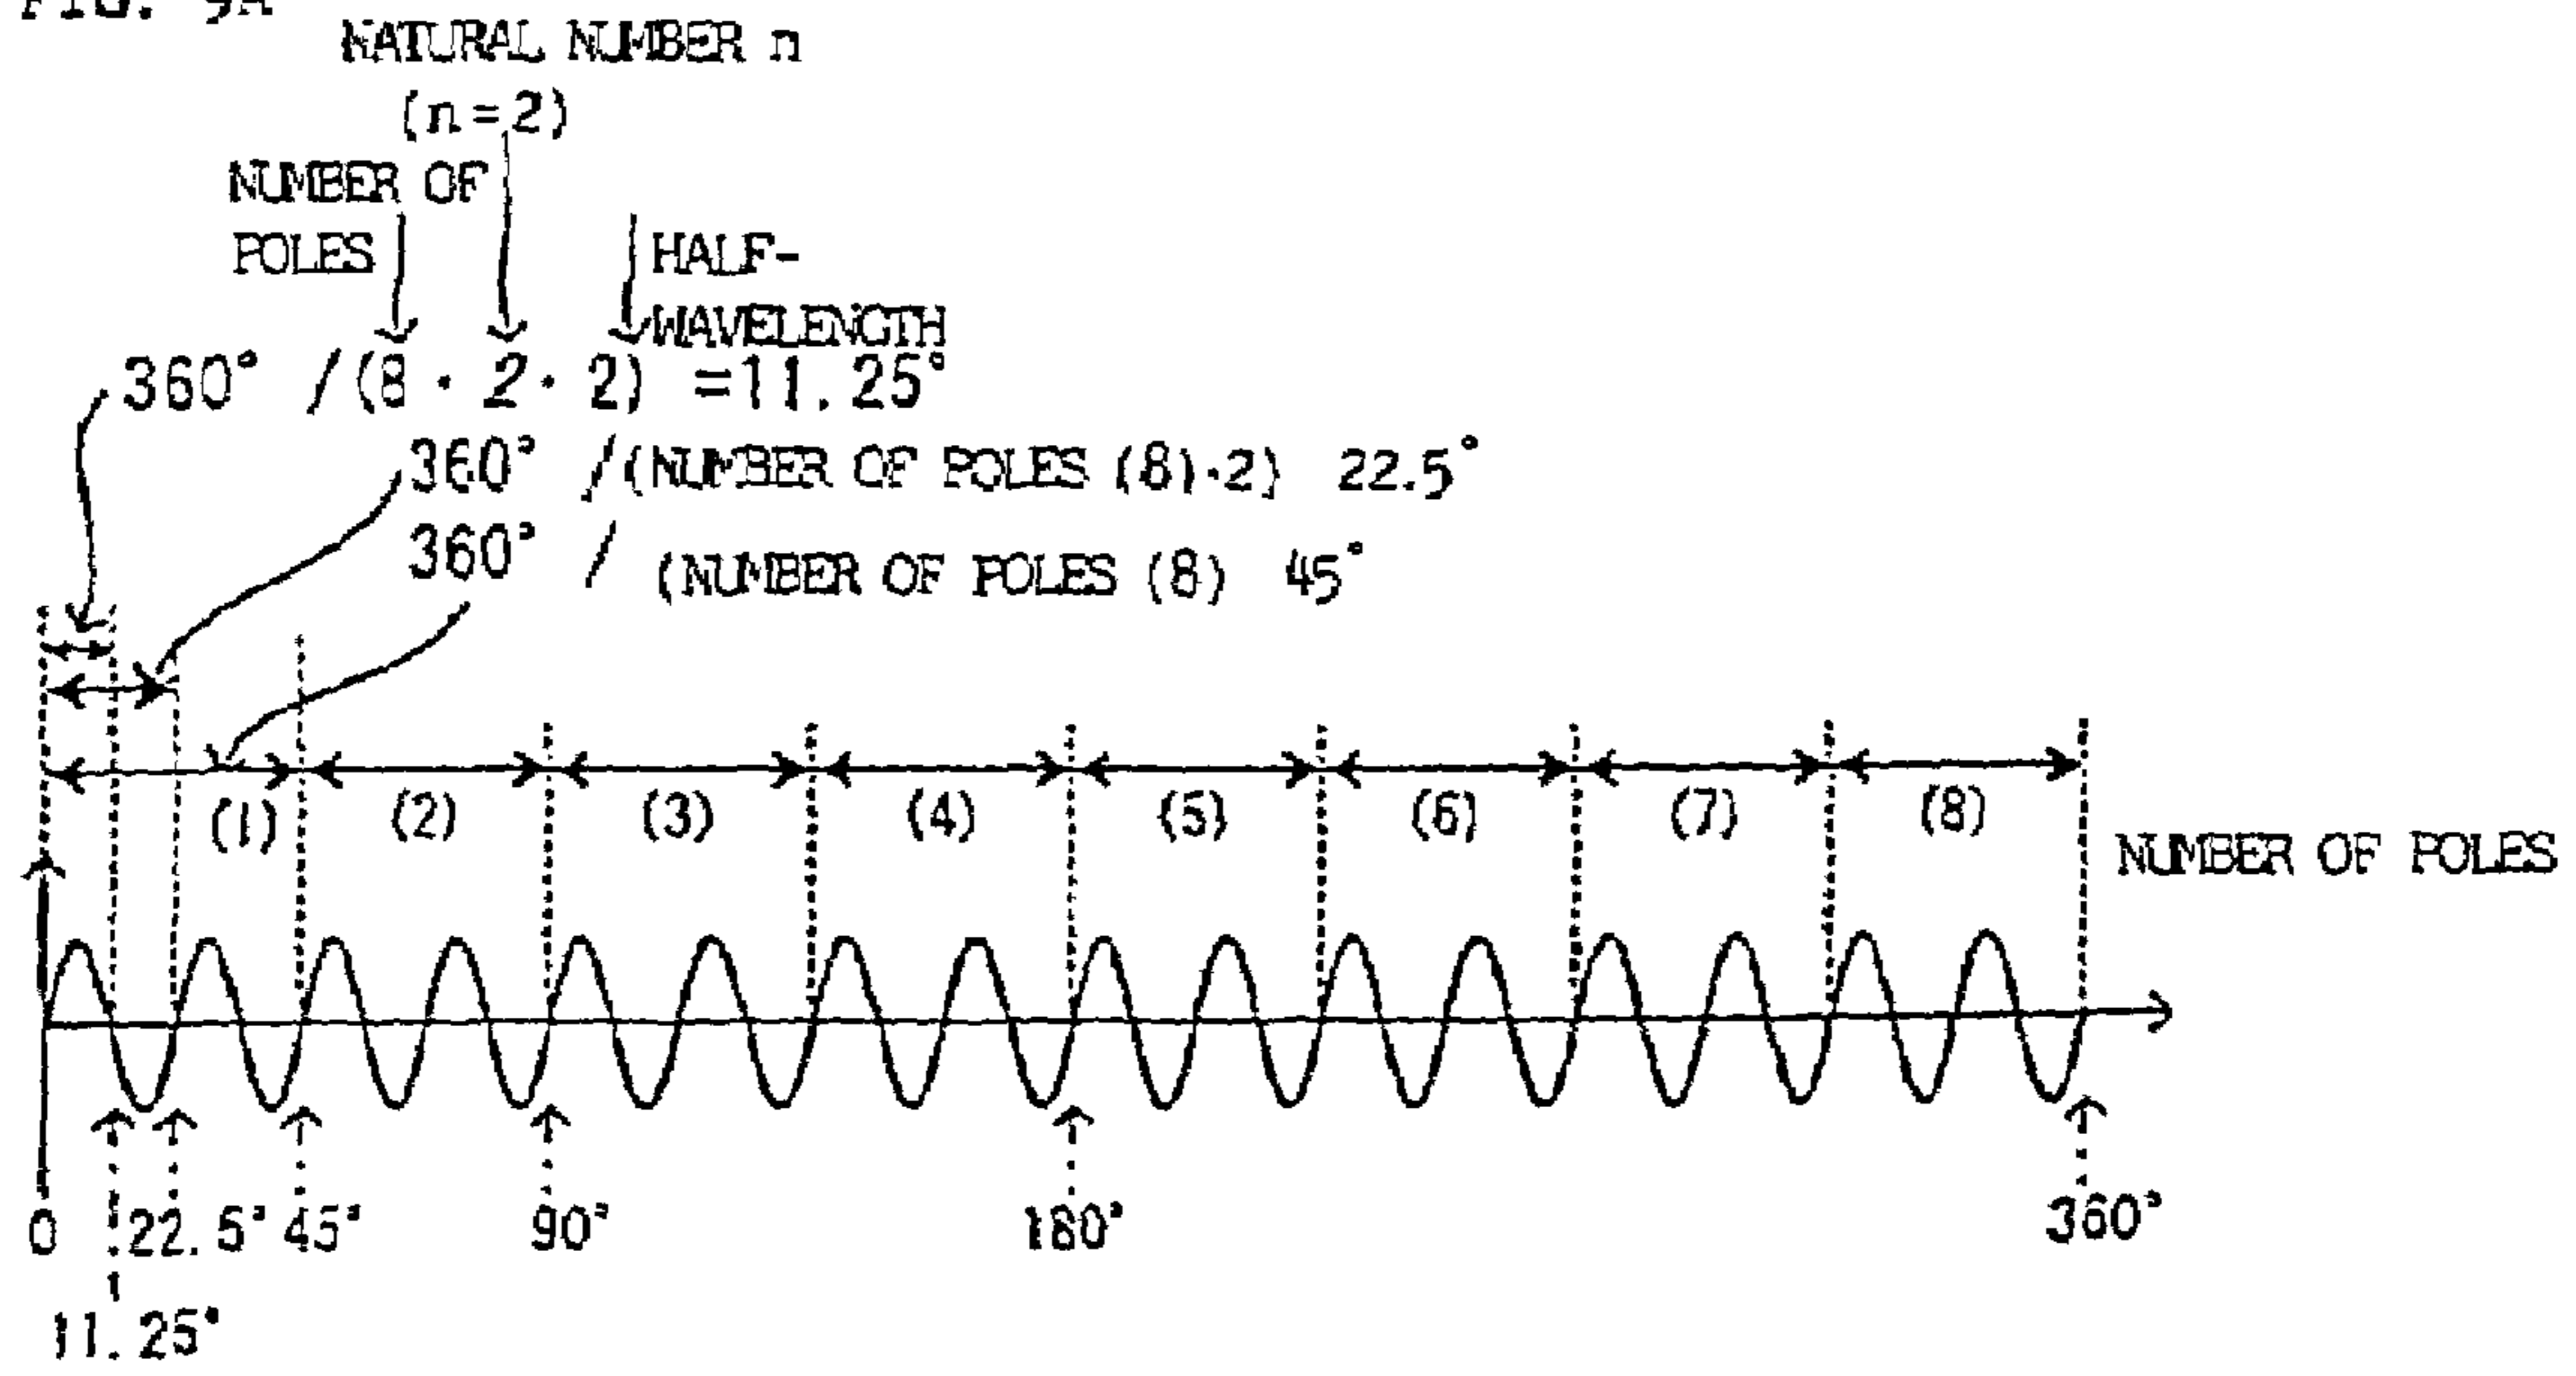 FIG. 9A
NATURAL NUMBER n
(n=2)
NUMBER OF
POLES
HALF-
WAVELENGTH
360° /(8 · 2 · 2) =11. 25°
360° /(NUMBER OF POLES (8)·2) 22.5°
360° / (NUMBER OF POLES (8) 45°
(1) (2) (3) (4) (5) (6) (7) (8)
NUMBER OF POLES
0 22. 5° 45° 90° 180° 360°
11. 25°